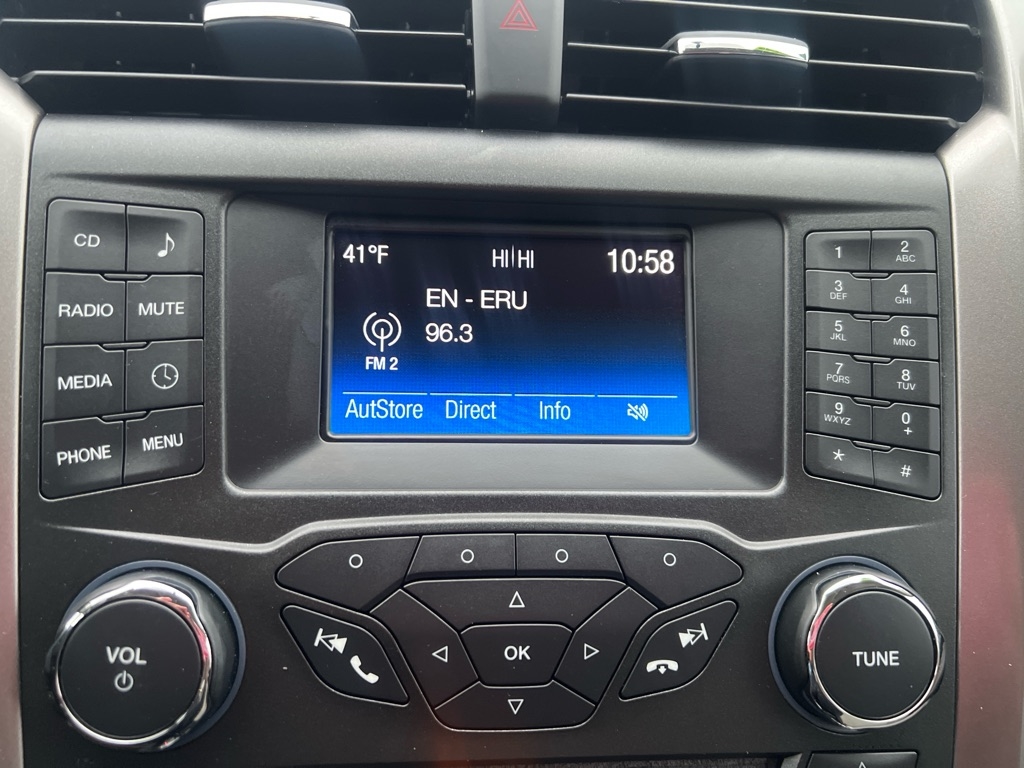 41°F HI HI 10:58
EN - ERU
96.3
FM 2
AutStore Direct Info
CD
RADIO MUTE
MEDIA
PHONE MENU
1 2 ABC
3 DEF 4 GHI
5 JKL 6 MNO
7 PQRS 8 TUV
9 WXYZ 0 +
* #
VOL
OK
TUNE